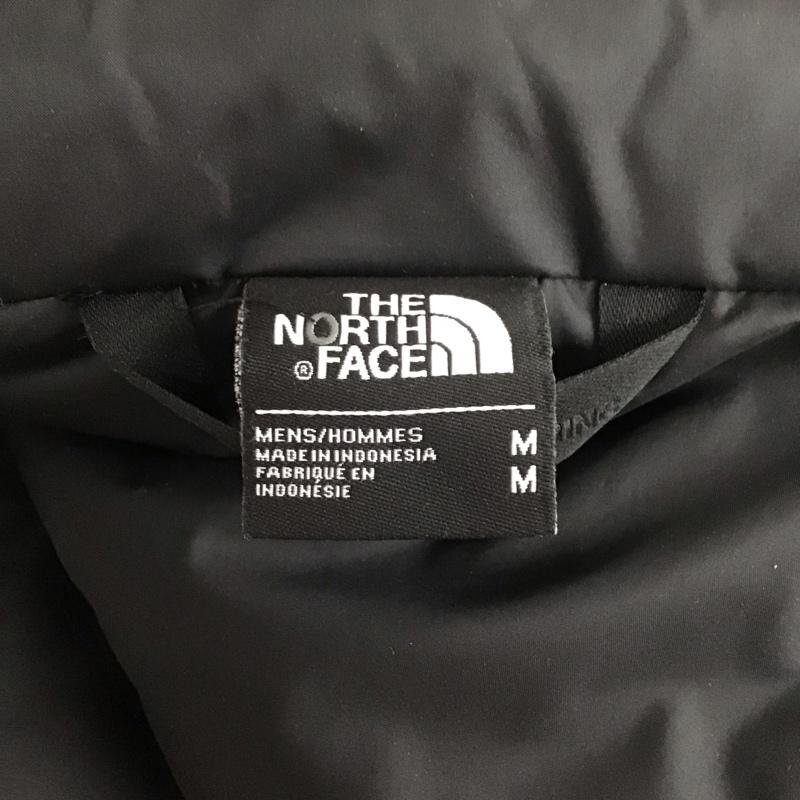 THE
NORTH
® FACE
MENS/HOMMES M
MADE IN INDONESIA
FABRIQUÉ EN M
INDONÉSIE